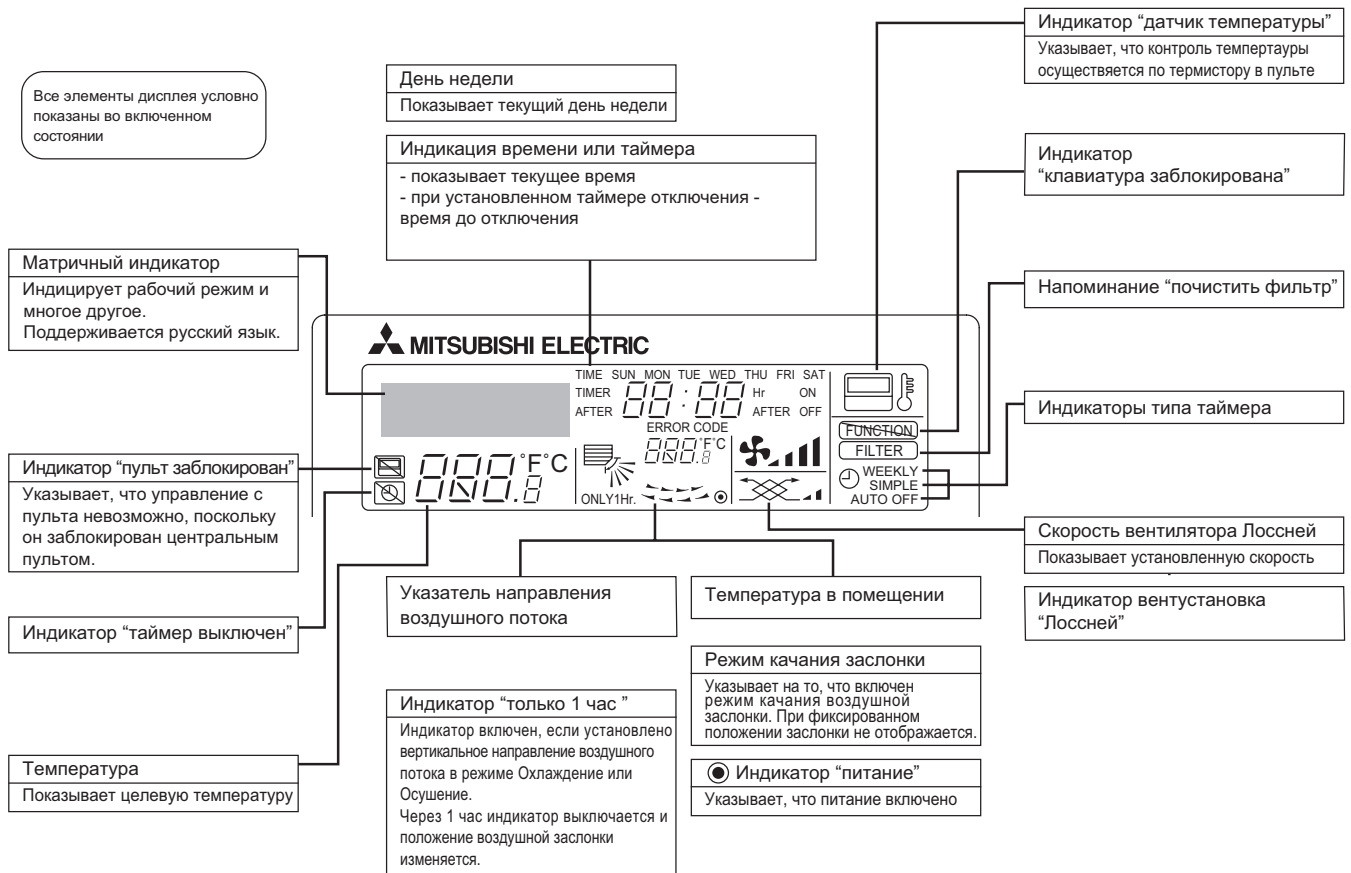 Все элементы дисплея условно
показаны во включенном
состоянии
День недели
Показывает текущий день недели
Индикация времени или таймера
- показывает текущее время
- при установленном таймере отключения -
время до отключения
Индикатор “датчик температуры”
Указывает, что контроль темпертауры
осуществяется по термистору в пульте
Индикатор
“клавиатура заблокирована”
Напоминание “почистить фильтр”
Индикаторы типа таймера
Матричный индикатор
Индицирует рабочий режим и
многое другое.
Поддерживается русский язык.
Индикатор “пульт заблокирован”
Указывает, что управление с
пульта невозможно, поскольку
он заблокирован центральным
пультом.
Индикатор “таймер выключен”
Температура
Показывает целевую температуру
MITSUBISHI ELECTRIC
TIME SUN MON TUE WED THU FRI SAT
TIMER 88:88 Hr ON
AFTER AFTER OFF
ERROR CODE
888.8 °F°C
888.8 °F°C
ONLY1Hr.
FUNCTION
FILTER
WEEKLY
SIMPLE
AUTO OFF
Скорость вентилятора Лоссней
Показывает установленную скорость
Индикатор вентустановка
“Лоссней”
Указатель направления
воздушного потока
Температура в помещении
Режим качания заслонки
Указывает на то, что включен
режим качания воздушной
заслонки. При фиксированном
положении заслонки не отображается.
Индикатор “питание”
Указывает, что питание включено
Индикатор “только 1 час ”
Индикатор включен, если установлено
вертикальное направление воздушного
потока в режиме Охлаждение или
Осушение.
Через 1 час индикатор выключается и
положение воздушной заслонки
изменяется.